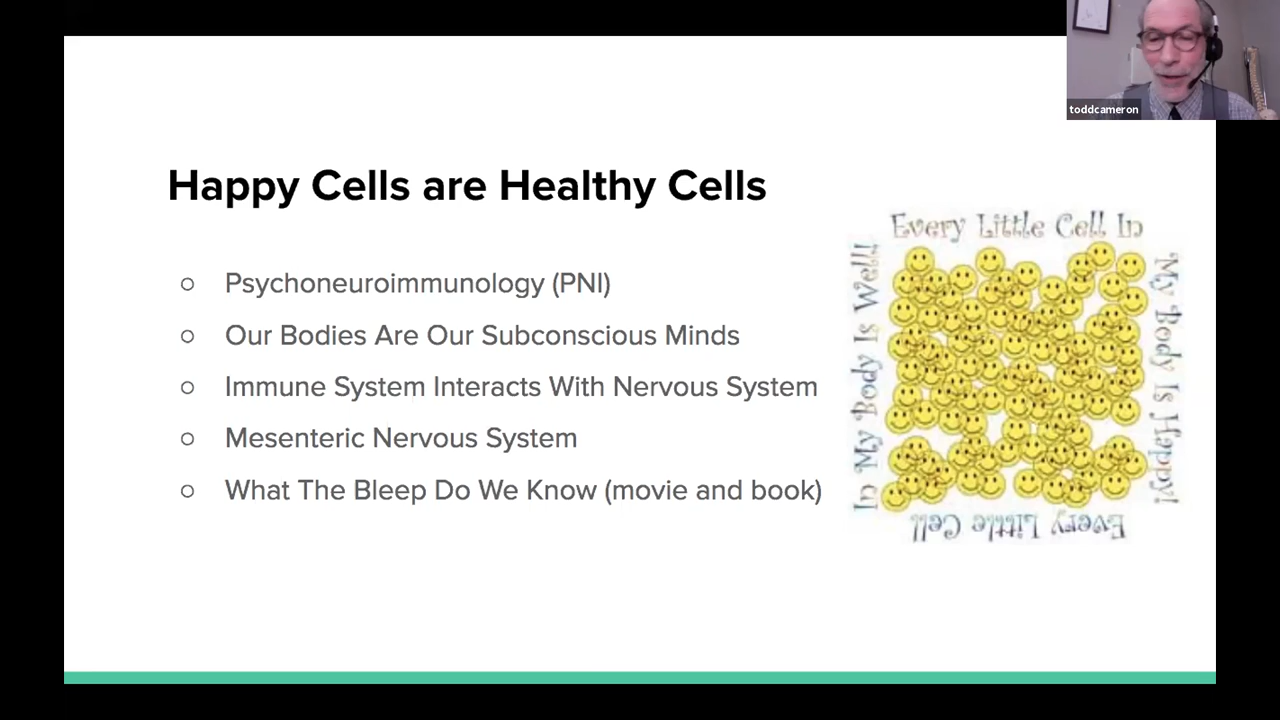 toddcameron
Happy Cells are Healthy Cells
Psychoneuroimmunology (PNI)
Our Bodies Are Our Subconscious Minds
Immune System Interacts With Nervous System
Mesenteric Nervous System
What The Bleep Do We Know (movie and book)
Every Little Cell In
My Body Is Happy!
Every Little Cell
In My Body Is Well!